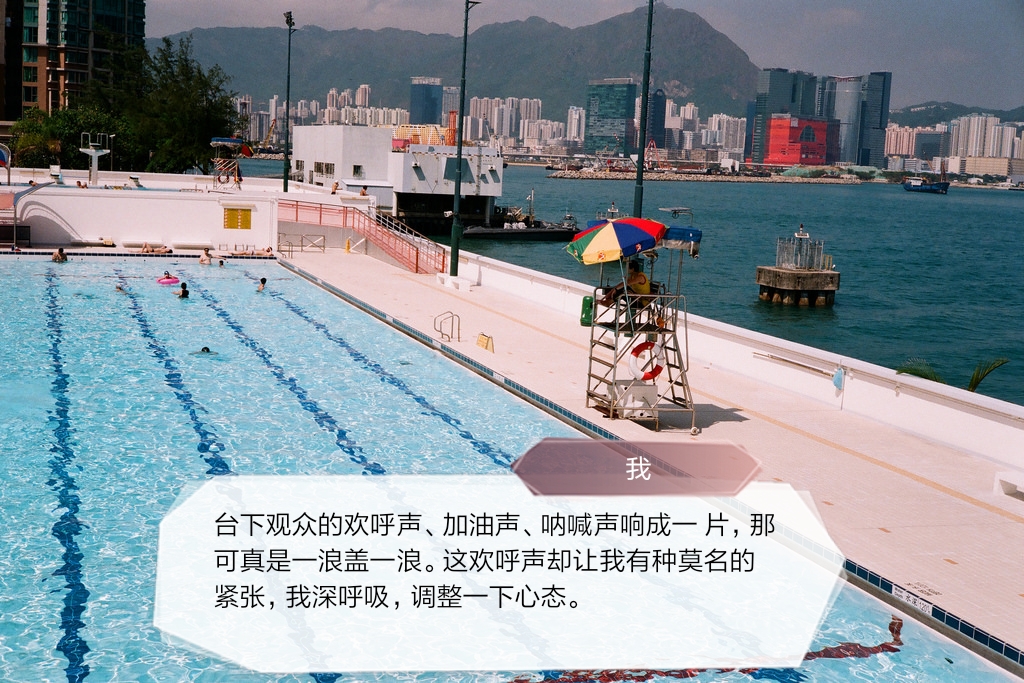 我
台下观众的欢呼声、加油声、呐喊声响成一 片，那
可真是一浪盖一浪。这欢呼声却让我有种莫名的
紧张，我深呼吸，调整一下心态。